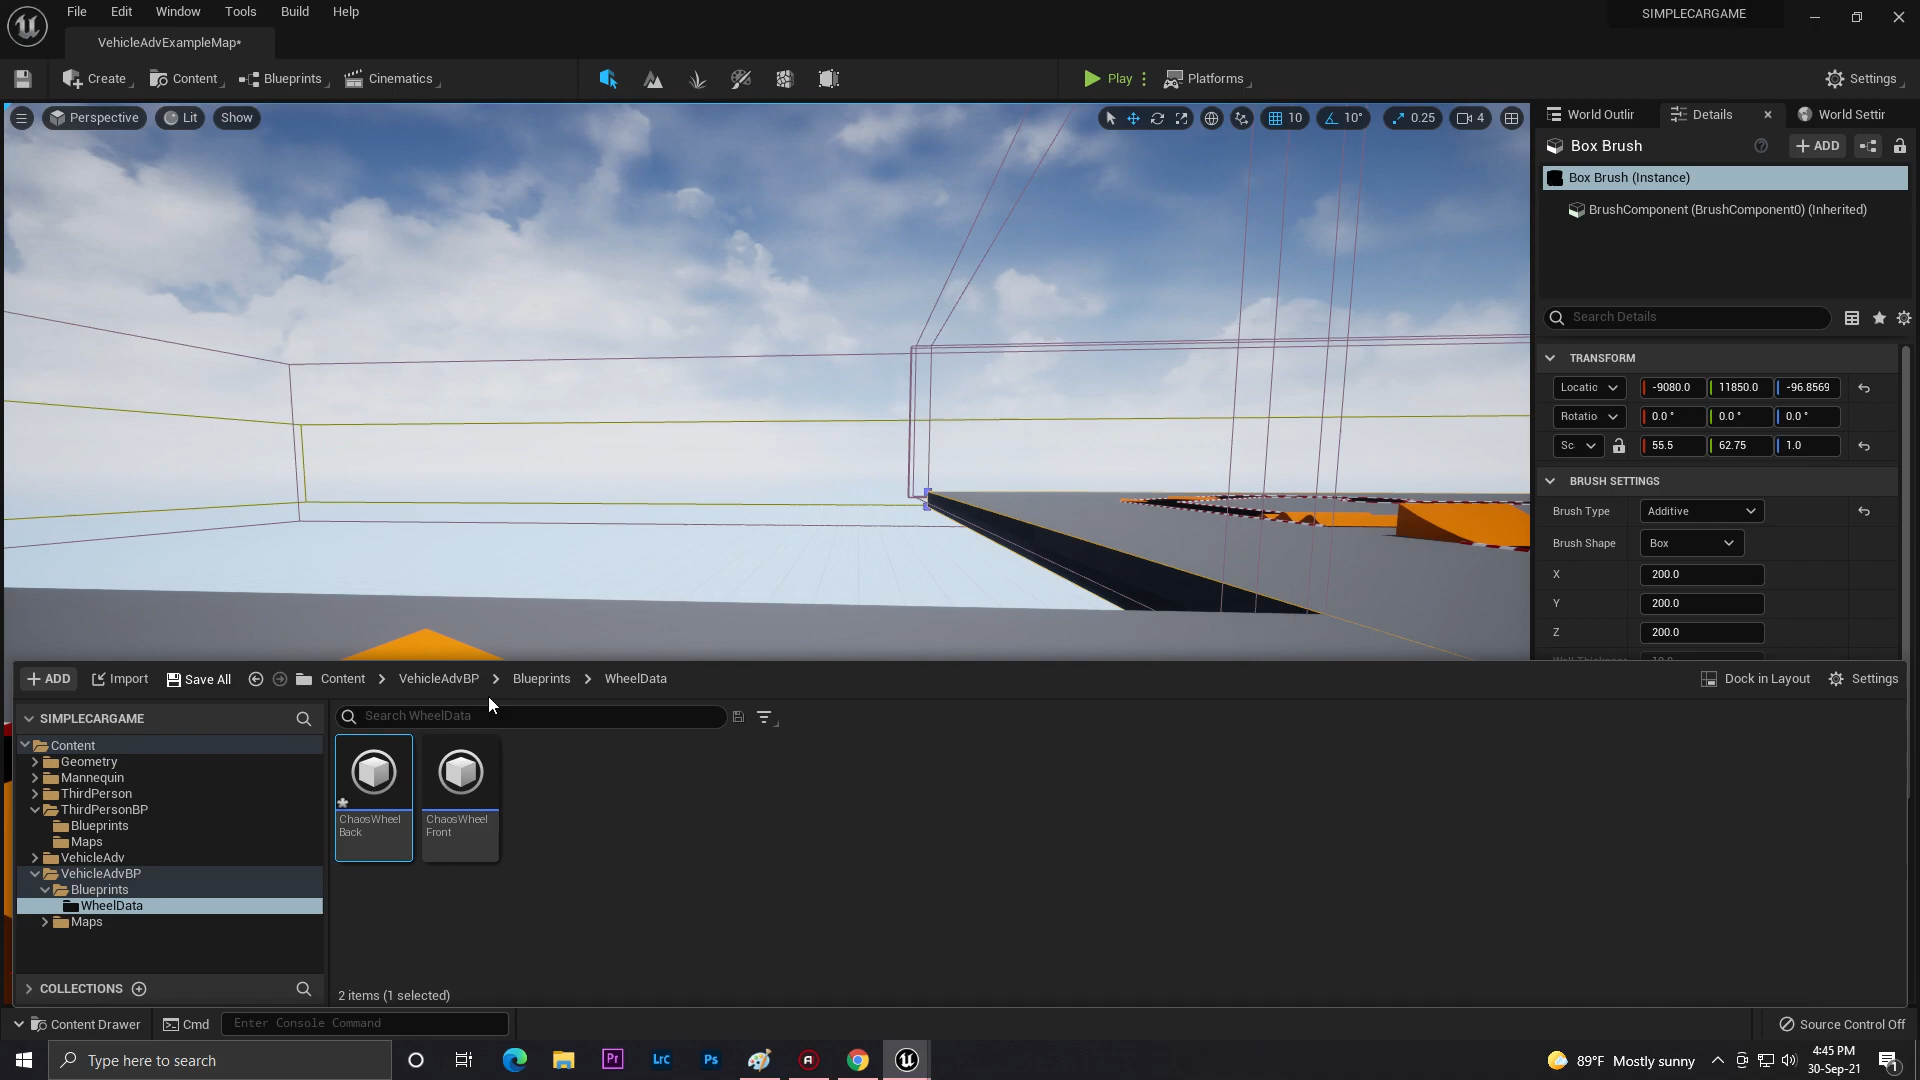 File Edit Window Tools Build Help
SIMPLECARGAME
VehicleAdvExampleMap*
Create Content Blueprints Cinematics Play Platforms Settings
Perspective Lit Show 10 10° 0.25 4
World Outlir Details World Settir
Box Brush ADD
Box Brush (Instance)
BrushComponent (BrushComponent0) (Inherited)
Search Details
TRANSFORM
Locatic -9080.0 11850.0 -96.8569
Rotatio 0.0 ° 0.0 ° 0.0 °
Sc 55.5 62.75 1.0
BRUSH SETTINGS
Brush Type Additive
Brush Shape Box
X 200.0
Y 200.0
Z 200.0
ADD Import Save All Content VehicleAdvBP Blueprints WheelData Dock in Layout Settings
SIMPLECARGAME
Search WheelData
Content
Geometry
Mannequin
ThirdPerson
ThirdPersonBP
Blueprints
Maps
VehicleAdv
VehicleAdvBP
Blueprints
WheelData
Maps
ChaosWheel
Back
ChaosWheel
Front
COLLECTIONS
2 items (1 selected)
Content Drawer Cmd Enter Console Command Source Control Off
Type here to search
Pr Lrc Ps
89°F Mostly sunny
4:45 PM
30-Sep-21
1